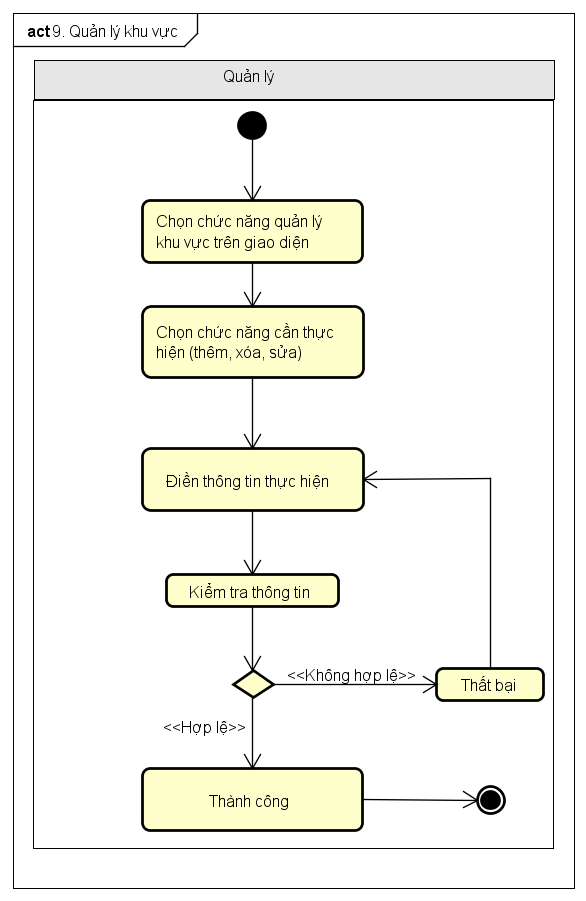 act 9. Quản lý khu vực
Quản lý
Chọn chức năng quản lý
khu vực trên giao diện
Chọn chức năng cần thực
hiện (thêm, xóa, sửa)
Điền thông tin thực hiện
Kiểm tra thông tin
<<Không hợp lệ>>
Thất bại
<<Hợp lệ>>
Thành công